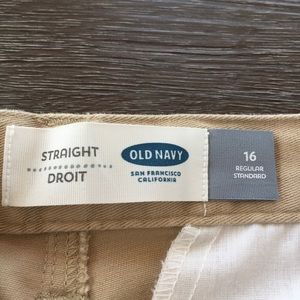 STRAIGHT
DROIT
OLD NAVY
SAN FRANCISCO
CALIFORNIA
16
REGULAR
STANDARD